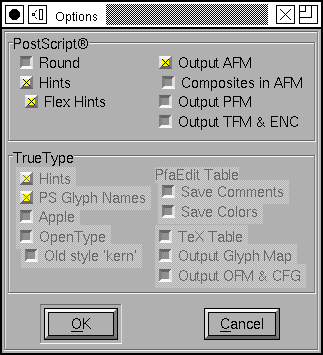 Options
PostScript®
Round
Output AFM
Hints
Composites in AFM
Flex Hints
Output PFM
Output TFM & ENC
TrueType
PfaEdit Table
Hints
Save Comments
PS Glyph Names
Save Colors
Apple
OpenType
TeX Table
Old style 'kern'
Output Glyph Map
Output OFM & CFG
OK
Cancel